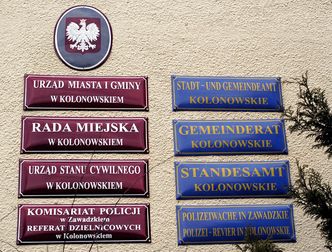 URZĄD MIASTA I GMINY
W KOLONOWSKIEM
RADA MIEJSKA
W KOLONOWSKIEM
URZĄD STANU CYWILNEGO
W KOLONOWSKIEM
KOMISARIAT POLICJI
w Zawadzkiem
REFERAT DZIELNICOWYCH
w Kolonowskiem
STADT- UND GEMEINDEAMT
KOLONOWSKIE
GEMEINDERAT
KOLONOWSKIE
STANDESAMT
KOLONOWSKIE
POLIZEIWACHE IN ZAWADZKIE
POLIZEI - REVIER IN KOLONOWSKIE